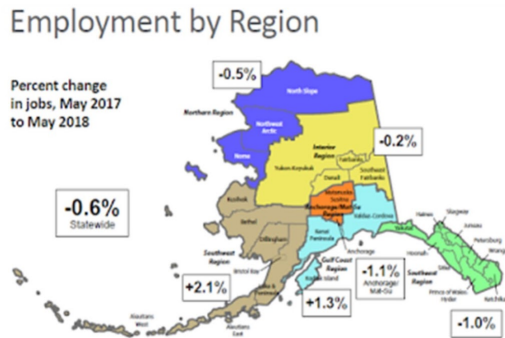 Employment by Region
Percent change
in jobs, May 2017
to May 2018
-0.5%
North Slope
Northern Region
Northwest
Arctic
Nome
-0.2%
Interior
Region
Fairbanks
Yukon-Koyukuk
Denali
Southeast
Fairbanks
-0.6%
Statewide
Kusilvak
Bethel
Dillingham
Southwest
Region
Bristol Bay
Lake &
Peninsula
Aleutians
East
Aleutians
West
+2.1%
Matanuska
Susitna
Anchorage/Mat-Su
Region
Valdez-Cordova
Kenai
Peninsula
Anchorage
Gulf Coast
Region
Kodiak Island
+1.3%
-1.1%
Anchorage/
Mat-Su
Yakutat
Haines
Skagway
Juneau
Hoonah
Petersburg
Sitka
Southwest
Region
Prince of Wales
Hyder
Ketchikan
-1.0%